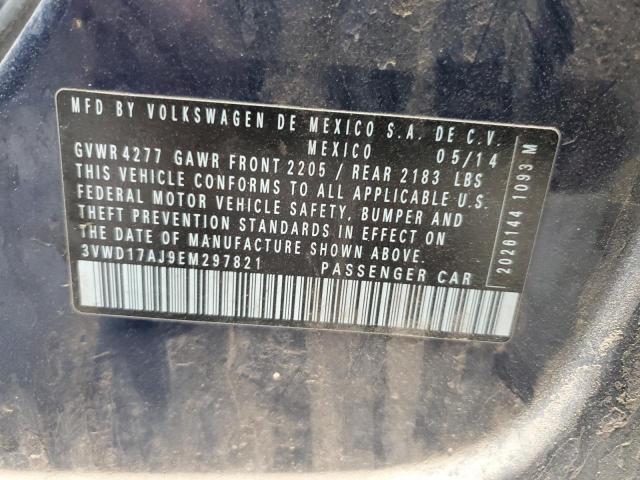 MFD BY VOLKSWAGEN DE MEXICO S.A. DE C.V.
MEXICO 05/14
GVWR 4277 GAWR FRONT 2205 / REAR 2183 LBS
THIS VEHICLE CONFORMS TO ALL APPLICABLE U.S.
FEDERAL MOTOR VEHICLE SAFETY, BUMPER AND
THEFT PREVENTION STANDARDS IN EFFECT ON
THE DATE OF MANUFACTURE SHOWN ABOVE.
3VWD17AJ9EM297821 PASSENGER CAR
2026144 1093 M